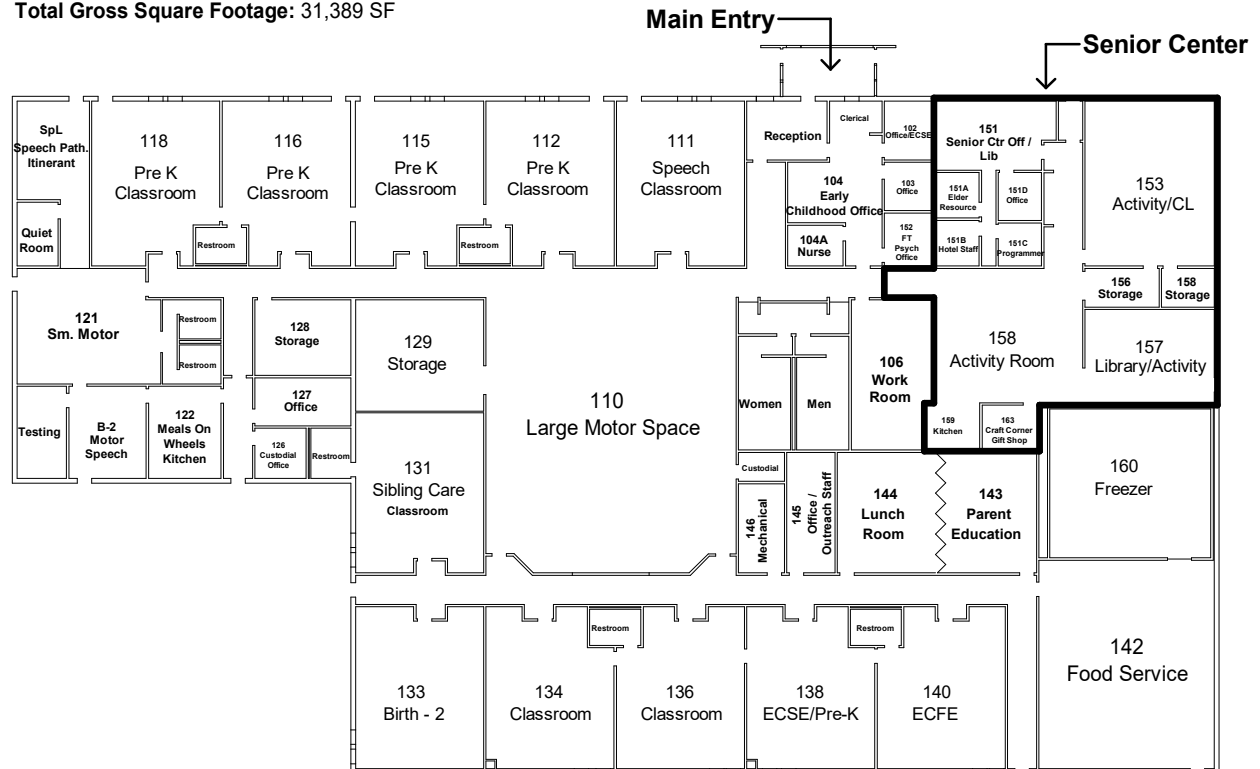 Total Gross Square Footage: 31,389 SF
Main Entry
Senior Center
SpL
Speech Path.
Itinerant
Quiet
Room
118
Pre K
Classroom
116
Pre K
Classroom
Restroom
115
Pre K
Classroom
112
Pre K
Classroom
Restroom
111
Speech
Classroom
Reception
Clerical
102
Office/ECSE
104
Early
Childhood Office
103
Office
104A
Nurse
152
FT
Psych
Office
151
Senior Ctr Off /
Lib
151A
Elder
Resource
151D
Office
151B
Hotel Staff
151C
Programmer
153
Activity/CL
156
Storage
158
Storage
121
Sm. Motor
Restroom
Restroom
128
Storage
129
Storage
110
Large Motor Space
106
Work
Room
158
Activity Room
157
Library/Activity
Testing
B-2
Motor
Speech
122
Meals On
Wheels
Kitchen
127
Office
126
Custodial
Office
Restroom
131
Sibling Care
Classroom
Women
Men
159
Kitchen
163
Craft Corner
Gift Shop
Custodial
146
Mechanical
145
Office /
Outreach Staff
144
Lunch
Room
143
Parent
Education
160
Freezer
133
Birth - 2
134
Classroom
Restroom
136
Classroom
138
ECSE/Pre-K
Restroom
140
ECFE
142
Food Service